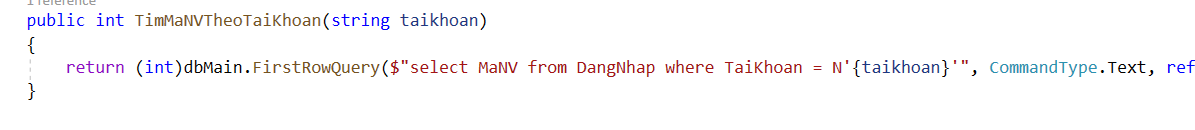 1 reference
public int TimMaNVTheoTaiKhoan(string taikhoan)
{
return (int)dbMain.FirstRowQuery($"select MaNV from DangNhap where TaiKhoan = N'{taikhoan}'", CommandType.Text, ref
}